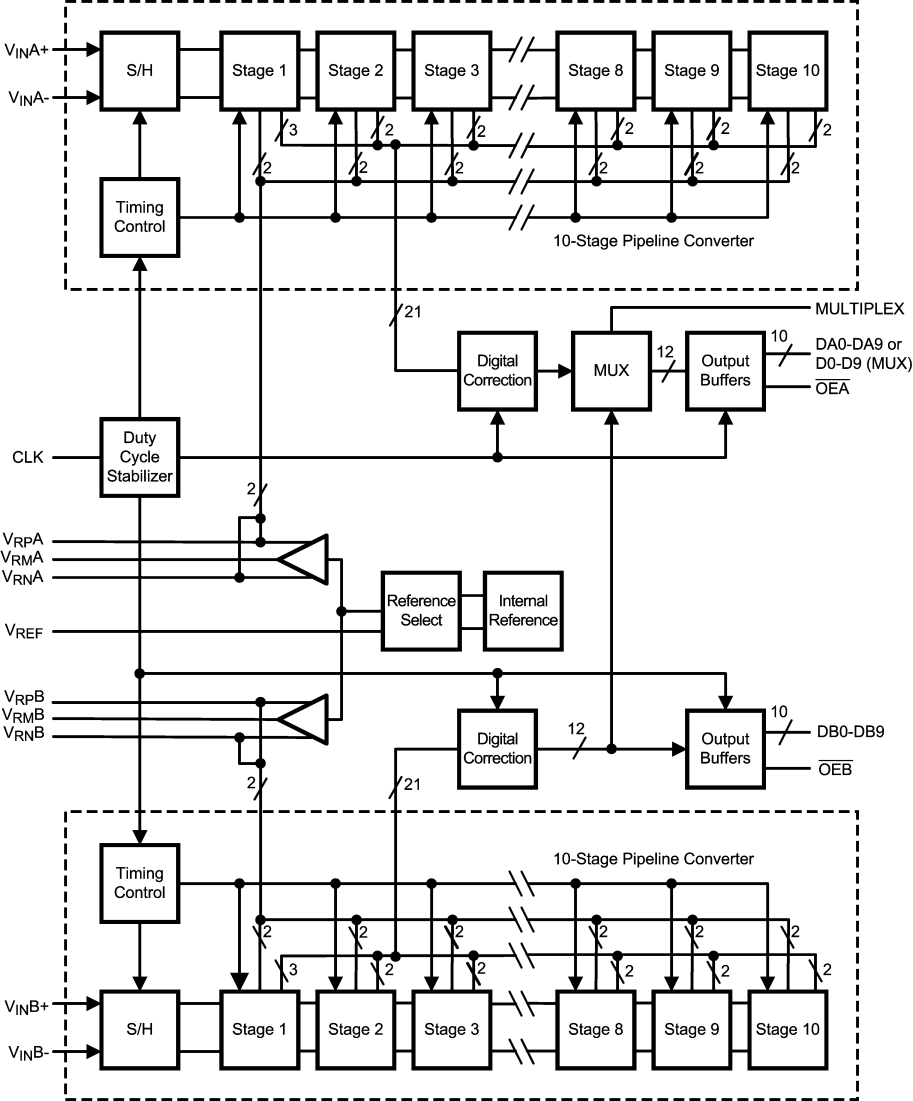 VINA+
S/H
Stage 1
Stage 2
Stage 3
Stage 8
Stage 9
Stage 10
VINA-
3
2
2
2
2
2
2
2
2
2
2
2
Timing
Control
10-Stage Pipeline Converter
21
MULTIPLEX
10
DA0-DA9 or
D0-D9 (MUX)
12
Digital
Correction
MUX
Output
Buffers
OEA
CLK
Duty
Cycle
Stabilizer
2
VRPA
VRMA
VRNA
Reference
Select
Internal
Reference
VREF
VRPB
VRMB
VRNB
Digital
Correction
12
Output
Buffers
10
DB0-DB9
OEB
2
21
10-Stage Pipeline Converter
Timing
Control
2
2
2
2
2
2
3
2
2
2
2
2
VINB+
S/H
Stage 1
Stage 2
Stage 3
Stage 8
Stage 9
Stage 10
VINB-